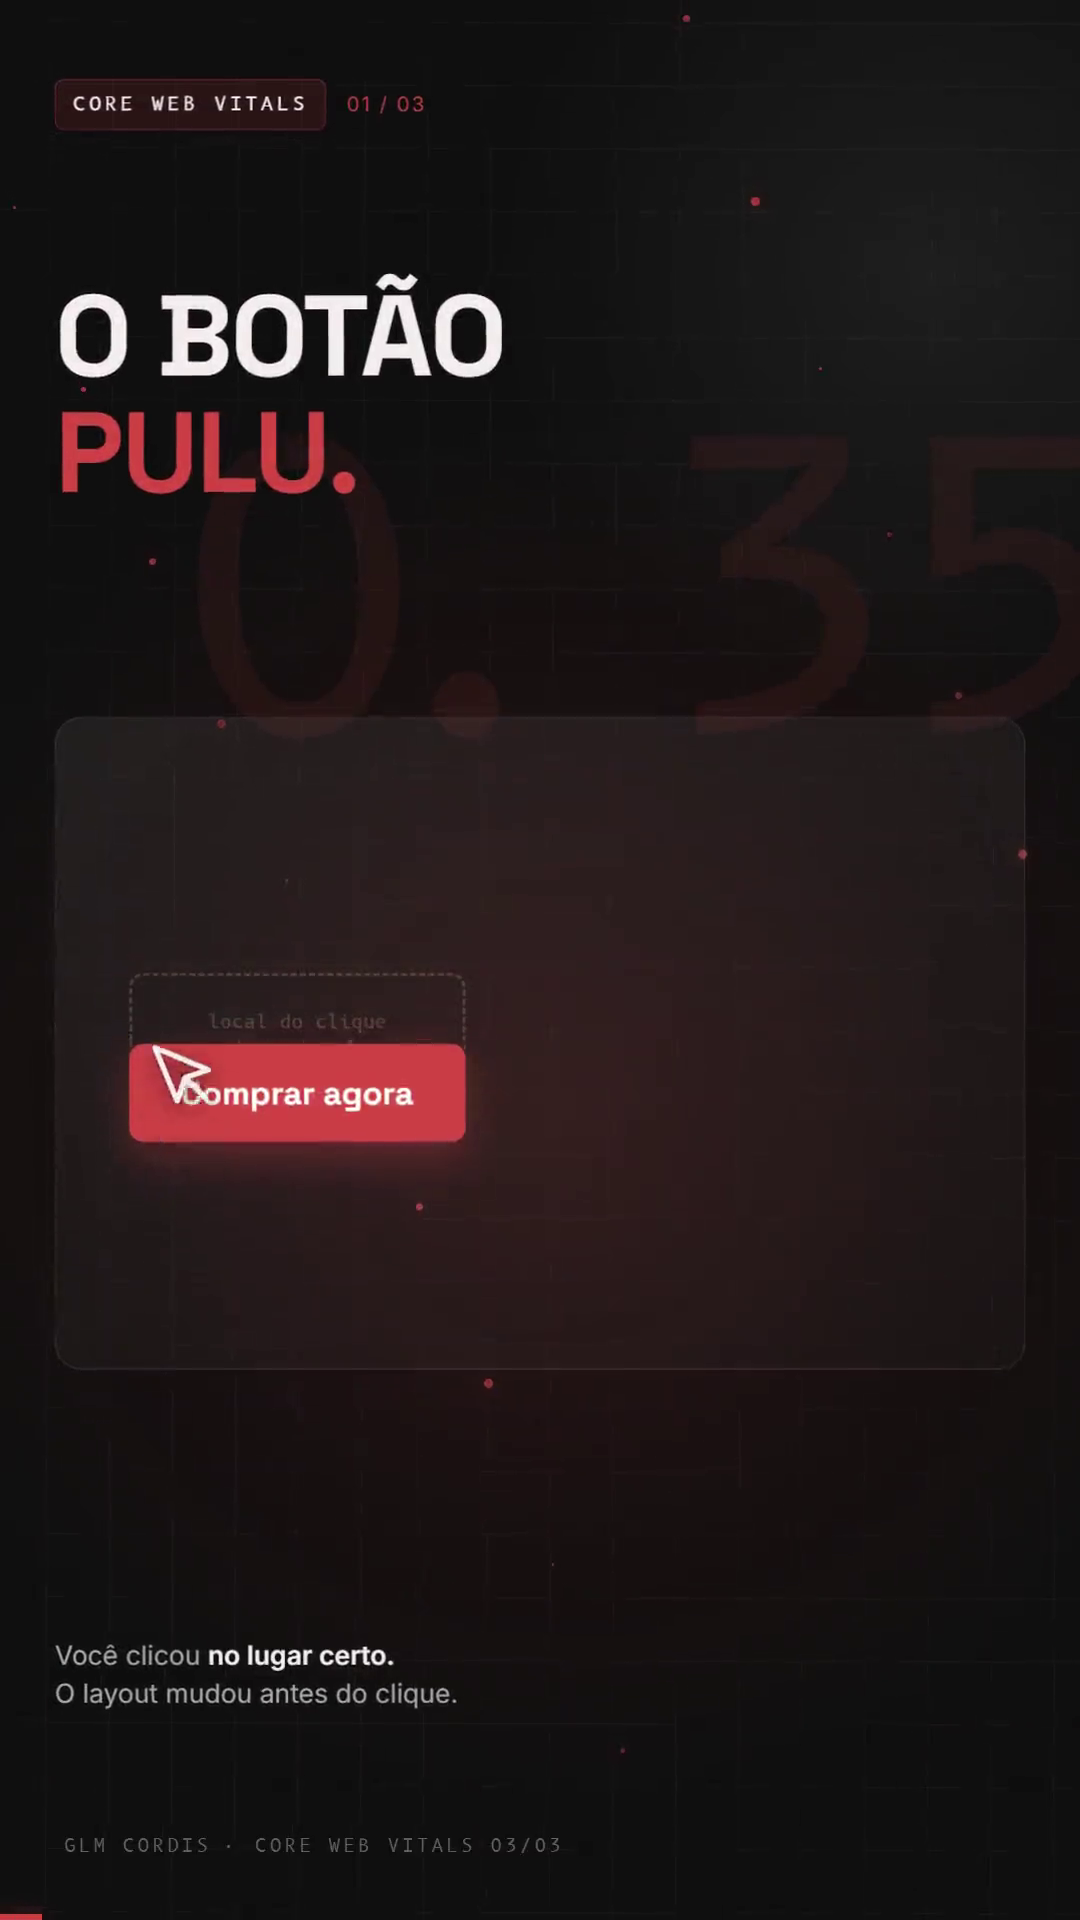 CORE WEB VITALS 01 / 03
O BOTÃO
PULU.
0.35
local do clique
Comprar agora
Você clicou no lugar certo.
O layout mudou antes do clique.
GLM CORDIS · CORE WEB VITALS 03/03